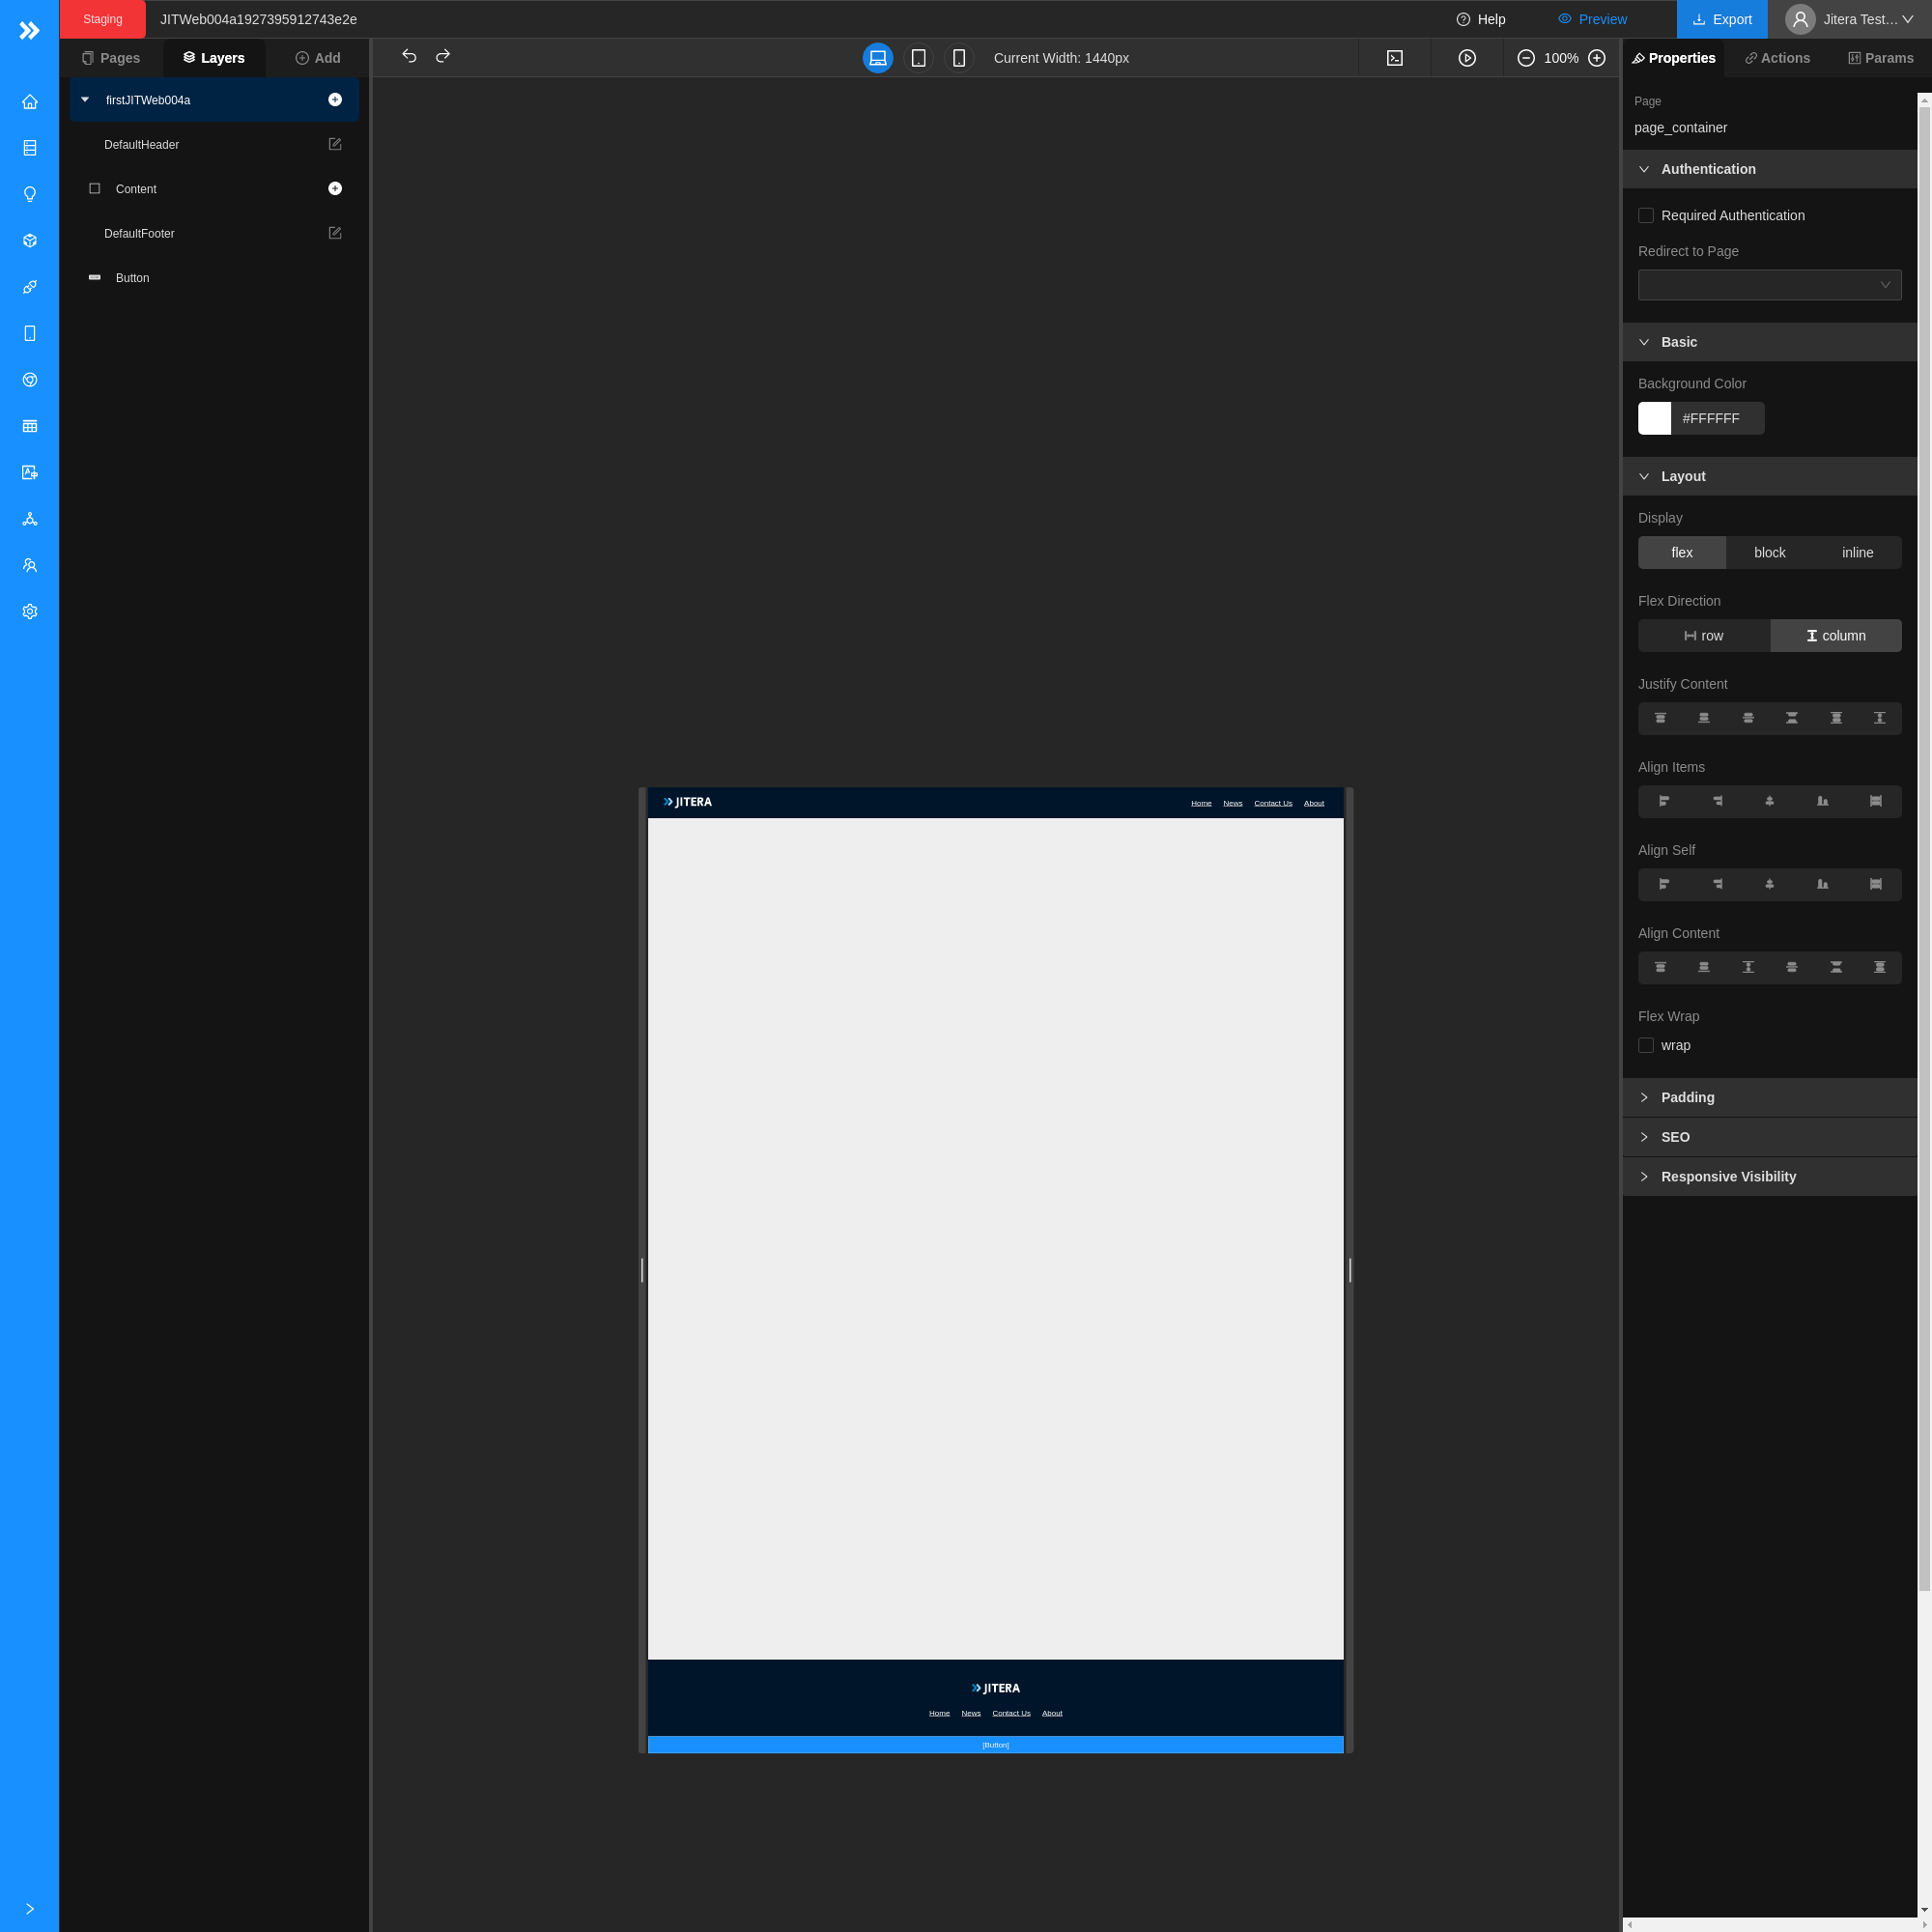 Staging JITWeb004a1927395912743e2e Help Preview Export Jitera Test...
Pages Layers Add
Current Width: 1440px
100%
Properties Actions Params
firstJITWeb004a
DefaultHeader
Content
DefaultFooter
Button
JITERA Home News Contact Us About
JITERA
Home News Contact Us About
[Button]
Page
page_container
Authentication
Required Authentication
Redirect to Page
Basic
Background Color
#FFFFFF
Layout
Display
flex block inline
Flex Direction
row column
Justify Content
Align Items
Align Self
Align Content
Flex Wrap
wrap
Padding
SEO
Responsive Visibility